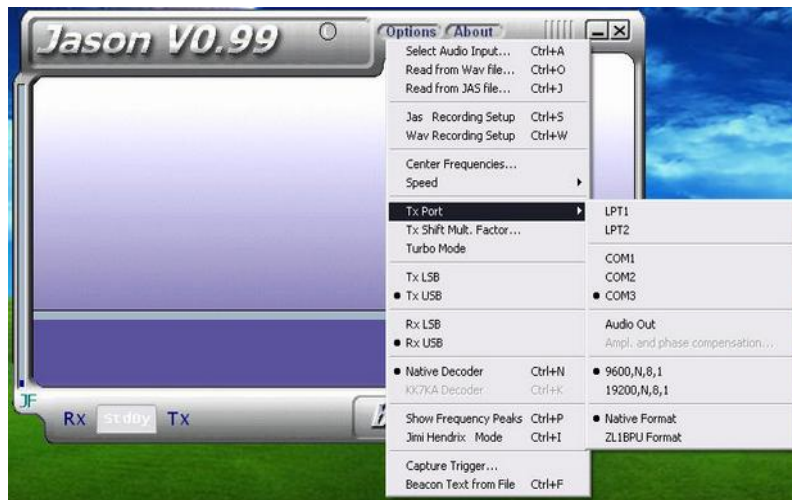 Jason V0.99
Options About
Select Audio Input... Ctrl+A
Read from Wav file... Ctrl+O
Read from JAS file... Ctrl+J
Jas Recording Setup Ctrl+S
Wav Recording Setup Ctrl+W
Center Frequencies...
Speed
Tx Port
Tx Shift Mult. Factor...
Turbo Mode
Tx LSB
Tx USB
Rx LSB
Rx USB
Native Decoder Ctrl+N
KK7KA Decoder Ctrl+K
Show Frequency Peaks Ctrl+P
Jimi Hendrix Mode Ctrl+I
Capture Trigger...
Beacon Text from File Ctrl+F
LPT1
LPT2
COM1
COM2
COM3
Audio Out
Ampl. and phase compensation...
9600,N,8,1
19200,N,8,1
Native Format
ZL1BPU Format
JF
Rx StdBy Tx